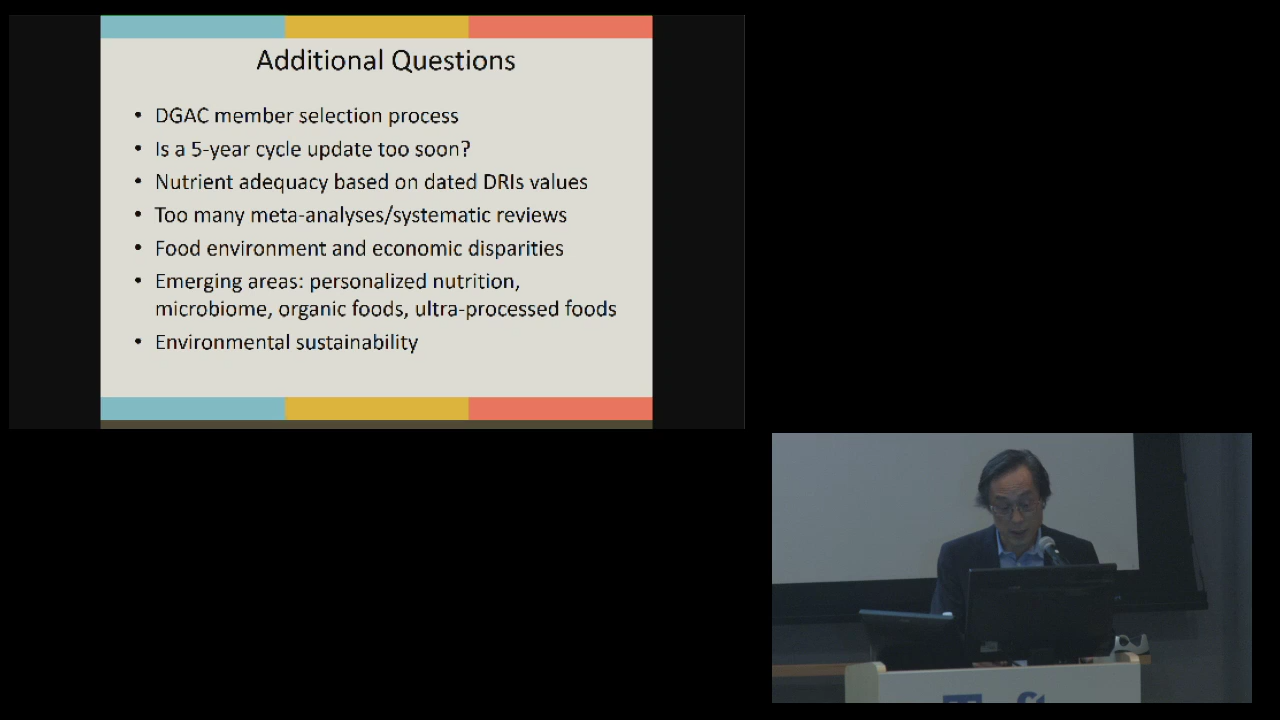 Additional Questions
• DGAC member selection process
• Is a 5-year cycle update too soon?
• Nutrient adequacy based on dated DRIs values
• Too many meta-analyses/systematic reviews
• Food environment and economic disparities
• Emerging areas: personalized nutrition,
microbiome, organic foods, ultra-processed foods
• Environmental sustainability